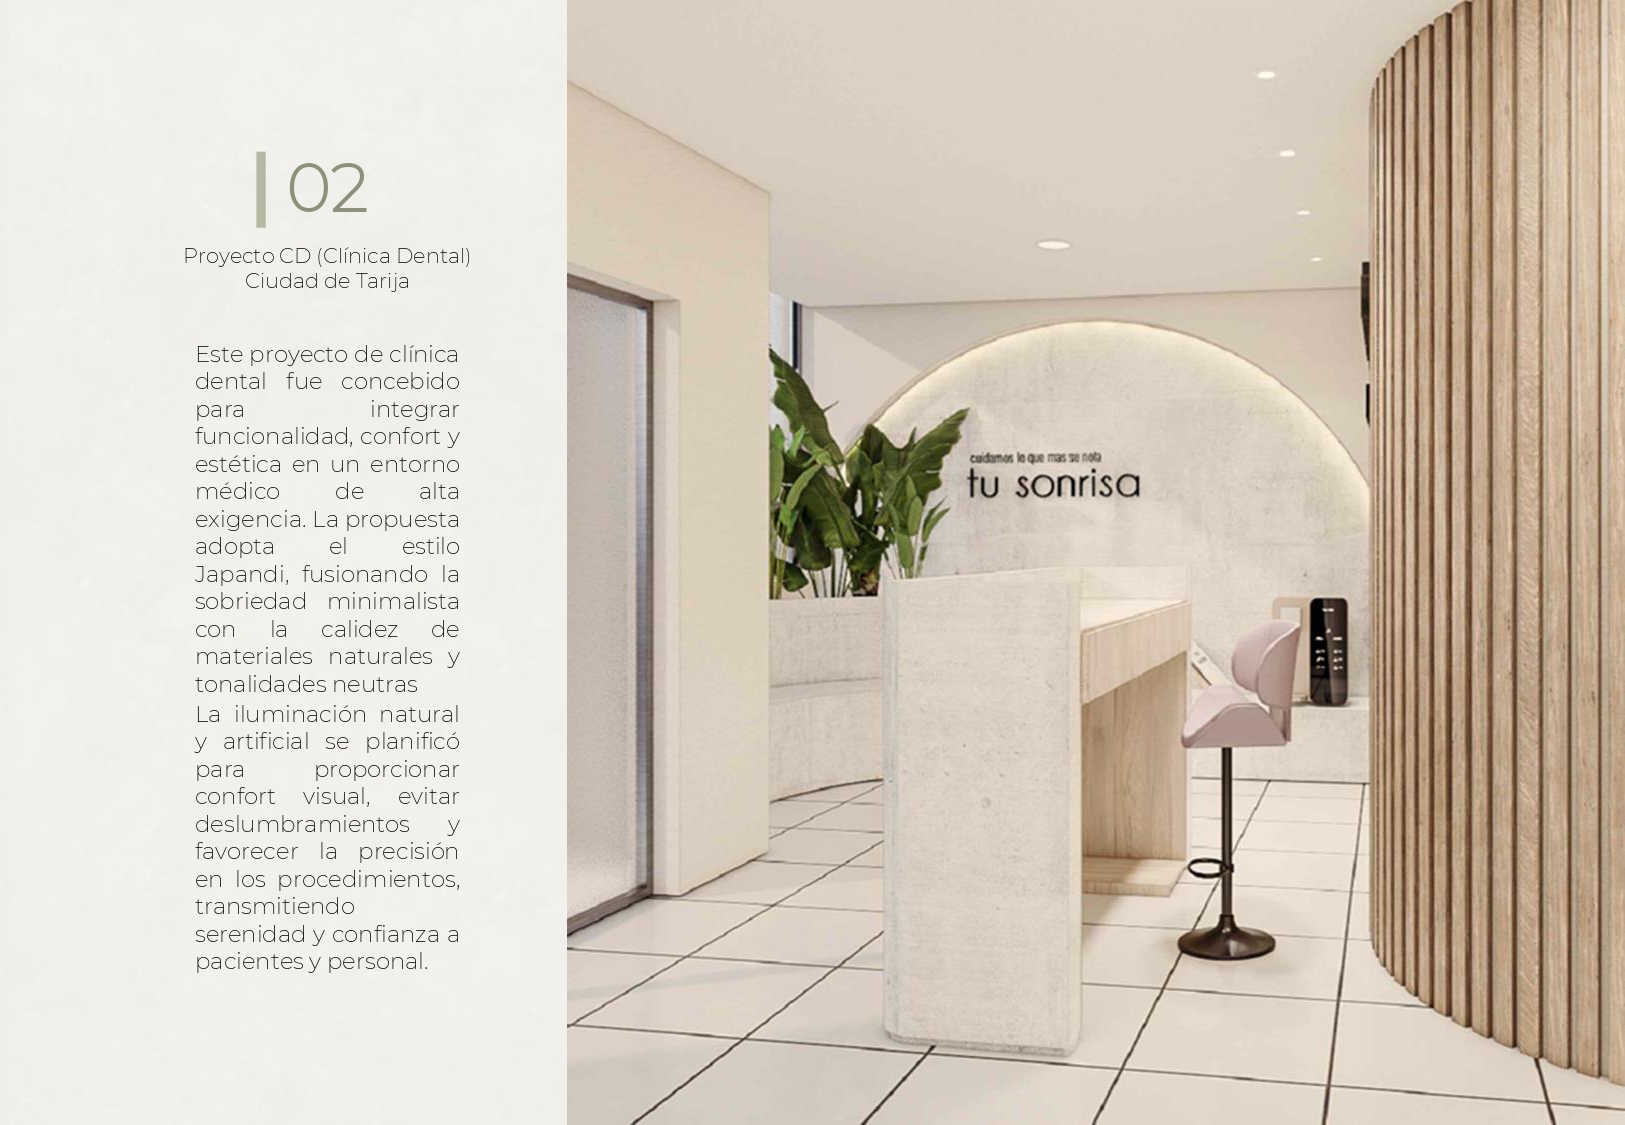 02
Proyecto CD (Clínica Dental)
Ciudad de Tarija
Este proyecto de clínica
dental fue concebido
para integrar
funcionalidad, confort y
estética en un entorno
médico de alta
exigencia. La propuesta
adopta el estilo
Japandi, fusionando la
sobriedad minimalista
con la calidez de
materiales naturales y
tonalidades neutras
La iluminación natural
y artificial se planificó
para proporcionar
confort visual, evitar
deslumbramientos y
favorecer la precisión
en los procedimientos,
transmitiendo
serenidad y confianza a
pacientes y personal.
cuidamos lo que mas se nota
tu sonrisa